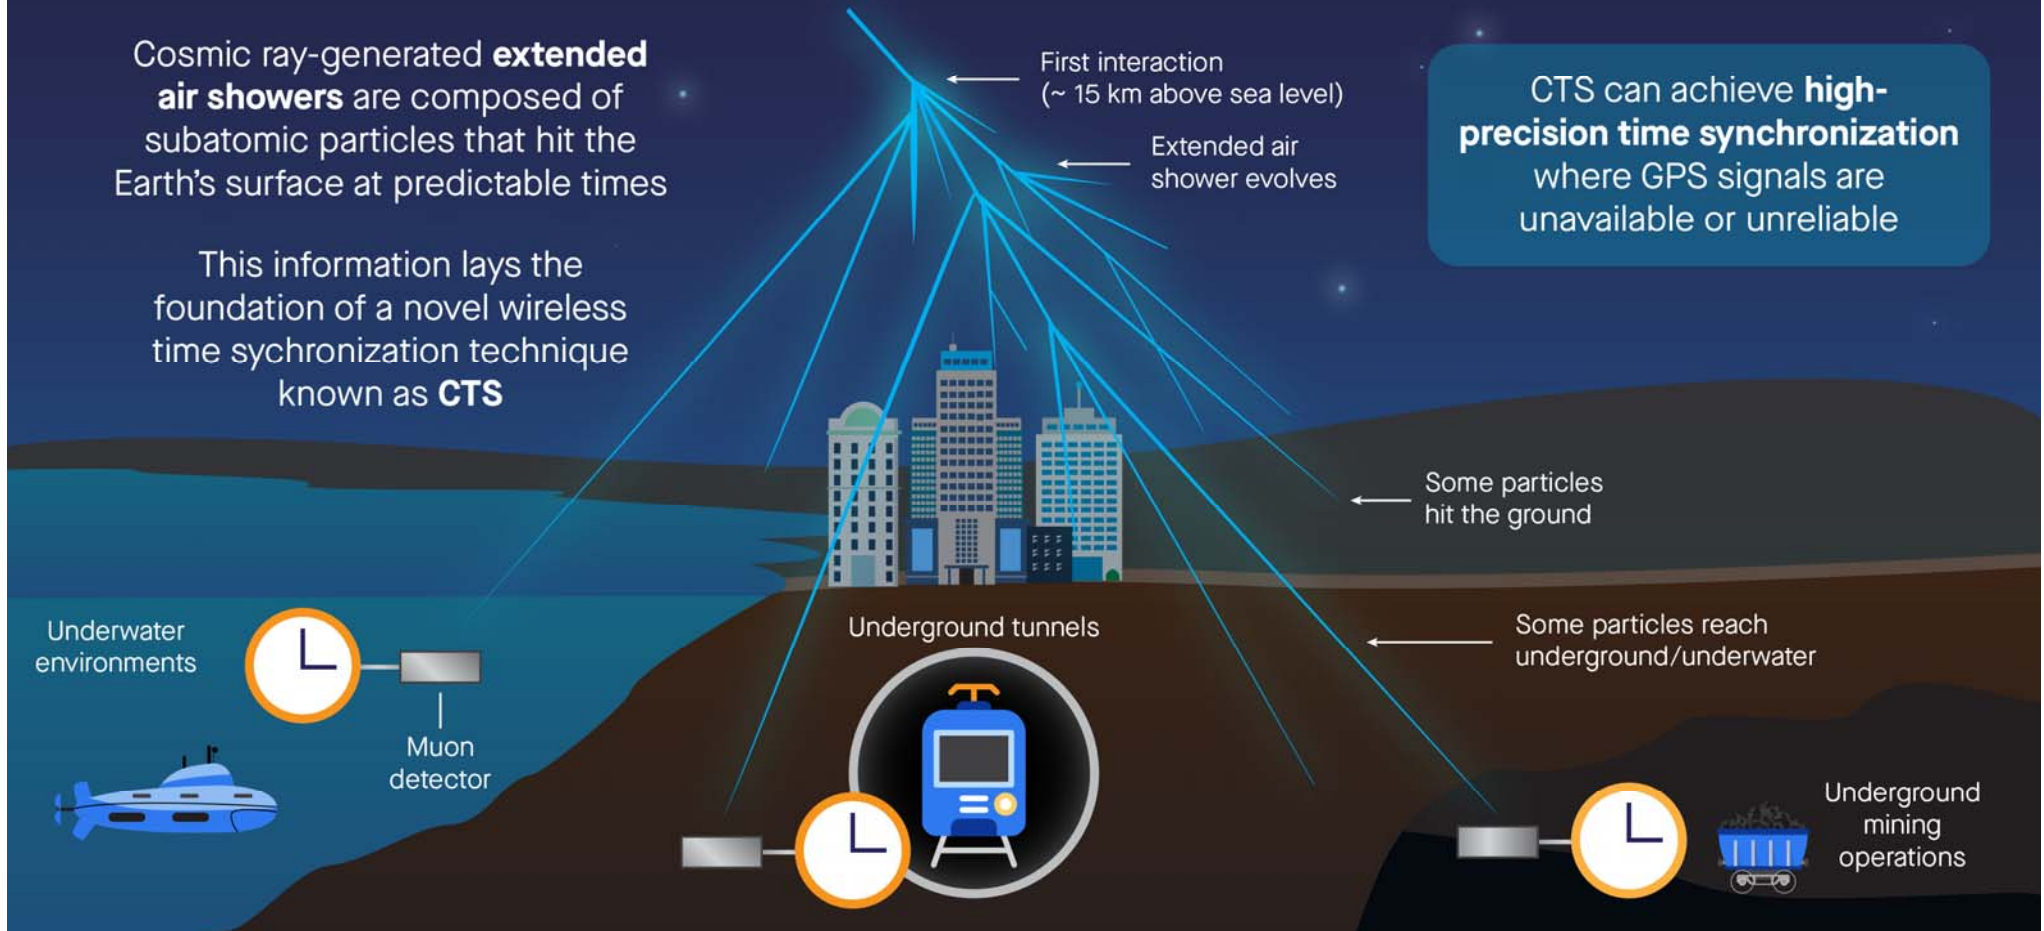 Cosmic ray-generated extended
air showers are composed of
subatomic particles that hit the
Earth's surface at predictable times
This information lays the
foundation of a novel wireless
time sychronization technique
known as CTS
First interaction
(~ 15 km above sea level)
Extended air
shower evolves
CTS can achieve high-
precision time synchronization
where GPS signals are
unavailable or unreliable
Some particles
hit the ground
Some particles reach
underground/underwater
Underwater
environments
Muon
detector
Underground tunnels
Underground
mining
operations